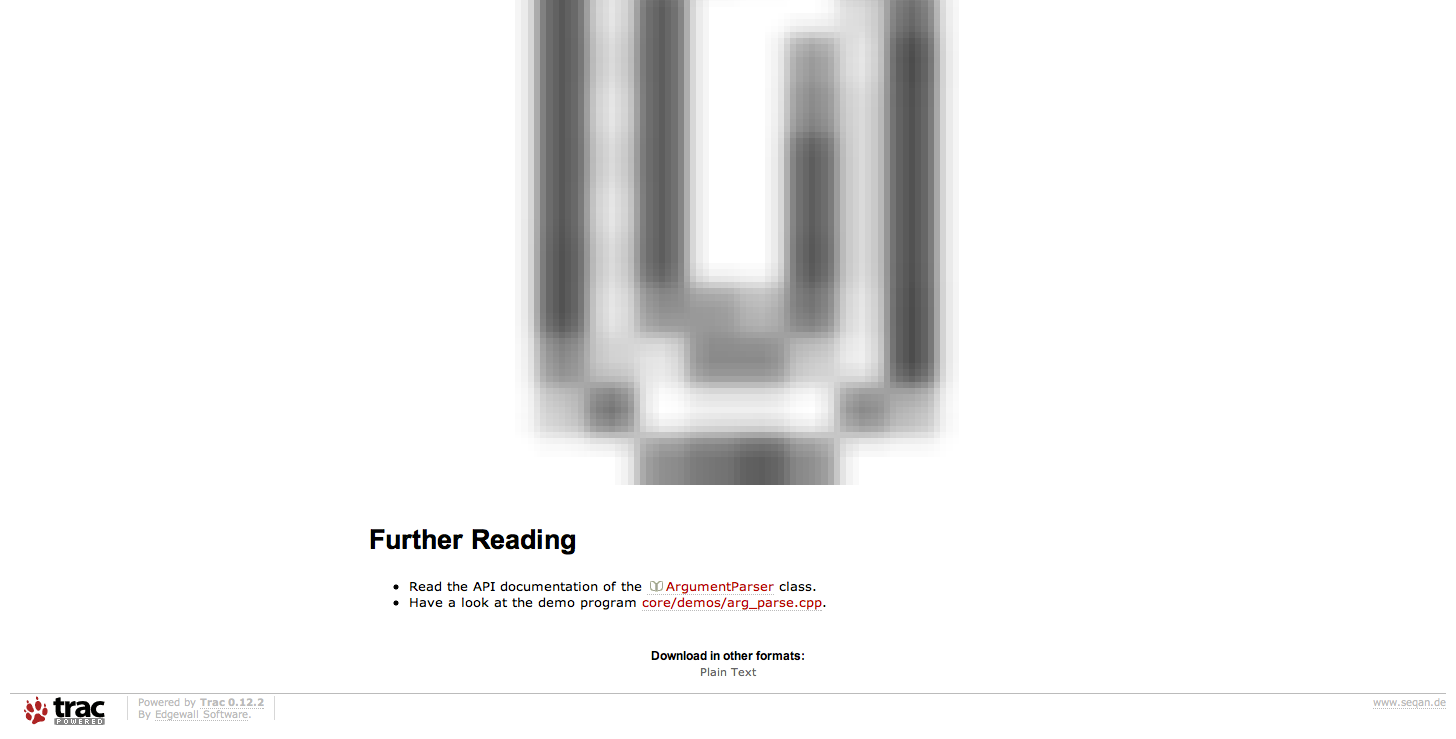 Further Reading
Read the API documentation of the ArgumentParser class.
Have a look at the demo program core/demos/arg_parse.cpp.
Download in other formats:
Plain Text
trac
POWERED
Powered by Trac 0.12.2
By Edgewall Software.
www.seqan.de